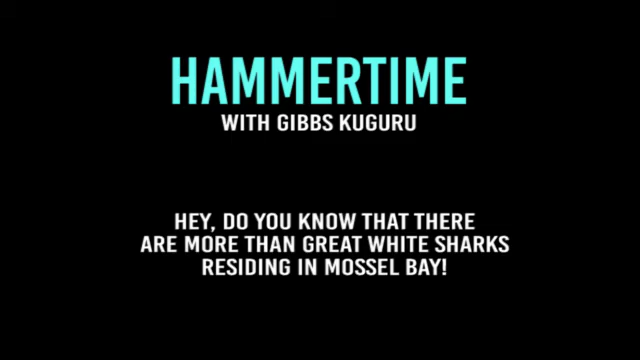 HAMMERTIME
WITH GIBBS KUGURU
HEY, DO YOU KNOW THAT THERE
ARE MORE THAN GREAT WHITE SHARKS
RESIDING IN MOSSEL BAY!